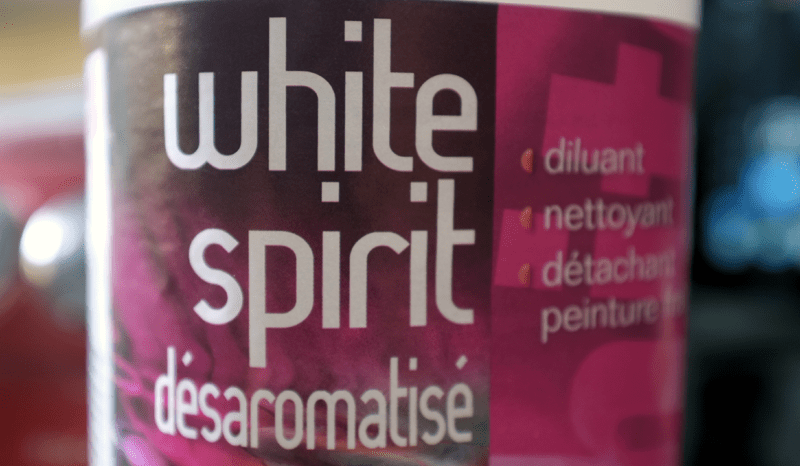 white
spirit
désaromatisé
diluant
nettoyant
détachant
peinture